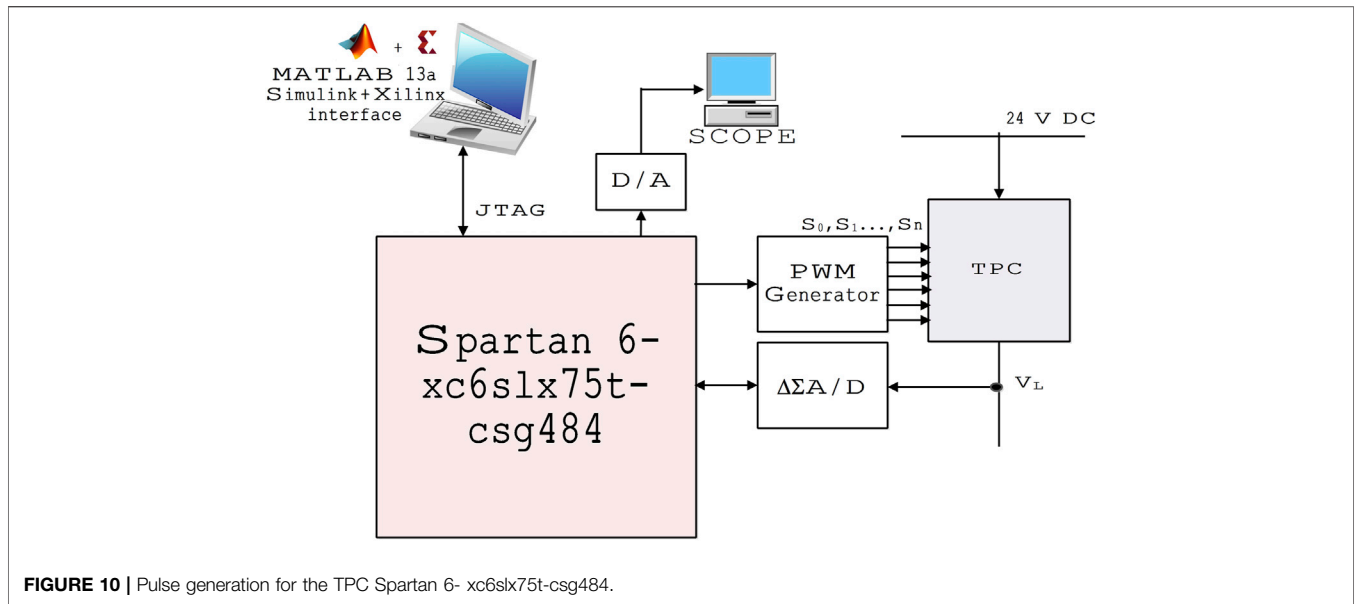 +
MATLAB 13a
Simulink+Xilinx
interface
SCOPE
24 V DC
D/A
JTAG
S₀,S₁...,Sn
PWM
Generator
TPC
Spartan 6-
xc6slx75t-
csg484
ΔΣA/D
V_L
FIGURE 10 | Pulse generation for the TPC Spartan 6- xc6slx75t-csg484.